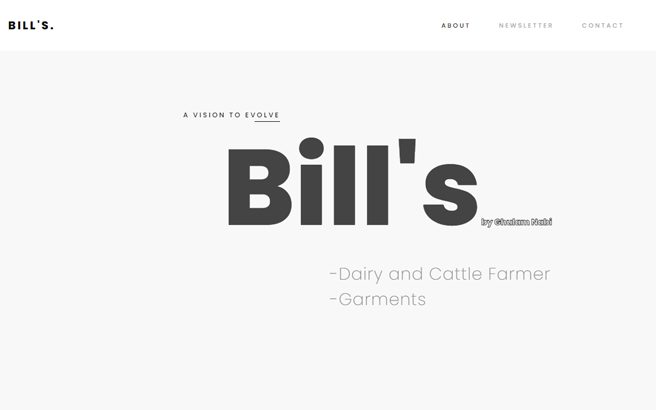 BILL'S.
ABOUT NEWSLETTER CONTACT
A VISION TO EVOLVE
Bill's
by Ghulam Nabi
-Dairy and Cattle Farmer
-Garments